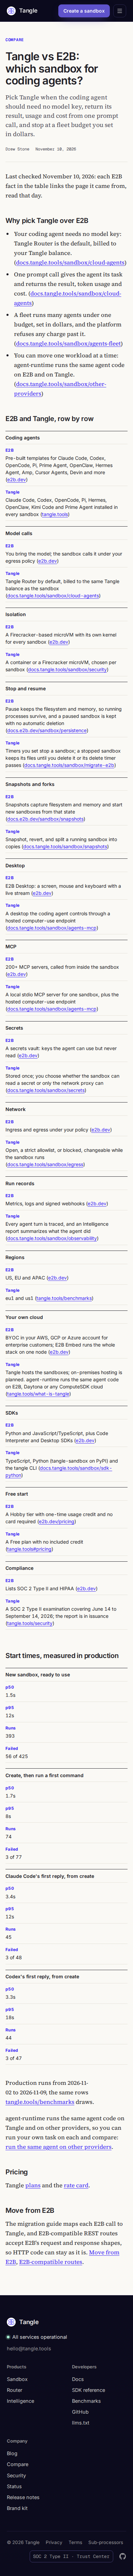 Tangle
Create a sandbox
COMPARE
Tangle vs E2B:
which sandbox for
coding agents?
Pick Tangle when the coding agent
should need no model key, return its
result, usage and cost from one prompt
call, and stop at a fleet budget you set in
dollars.
Drew Stone November 10, 2026
Last checked November 10, 2026: each E2B
fact in the table links the page it came from,
read that day.
Why pick Tangle over E2B
Your coding agent needs no model
key: Tangle Router is the default,
billed to your Tangle balance
(docs.tangle.tools/sandbox/cloud-agents).
One prompt call gives the agent its task
and returns the result, token usage and
cost. (docs.tangle.tools/sandbox/cloud-
agents)
A fleet turns many agents under one
budget, set in dollars, and the platform
refuses work past it
(docs.tangle.tools/sandbox/agents-fleet).
You can move one workload at a time:
agent-runtime runs the same agent code
on E2B and on Tangle.
(docs.tangle.tools/sandbox/other-
providers)
E2B and Tangle, row by row
Coding agents
E2B
Pre-built templates for Claude Code, Codex,
OpenCode, Pi, Prime Agent, OpenClaw, Hermes
Agent, Amp, Cursor Agents, Devin and more
(e2b.dev)
Tangle
Claude Code, Codex, OpenCode, Pi, Hermes,
OpenClaw, Kimi Code and Prime Agent come with
every sandbox (tangle.tools)
Model calls
E2B
You bring the model; the sandbox calls it under your
egress policy (e2b.dev)
Tangle
Tangle Router by default, billed to the same Tangle
balance as the sandbox
(docs.tangle.tools/sandbox/cloud-agents)
Isolation
E2B
A Firecracker-based microVM with its own kernel
for every sandbox (e2b.dev)
Tangle
A container or a Firecracker microVM, chosen per
sandbox (docs.tangle.tools/sandbox/security)
Stop and resume
E2B
Pause keeps the filesystem and memory, so running
processes survive, and a paused sandbox is kept
with no automatic deletion
(docs.e2b.dev/sandbox/persistence)
Tangle
Times you set stop a sandbox; a stopped sandbox
keeps its files until you delete it or its delete timer
passes (docs.tangle.tools/sandbox/migrate-e2b)
Snapshots and forks
E2B
Snapshots capture filesystem and memory and start
new sandboxes from that state
(docs.e2b.dev/sandbox/snapshots)
Tangle
Snapshot, revert, and split a running sandbox into
copies (docs.tangle.tools/sandbox/snapshots)
Desktop
E2B
E2B Desktop: a screen, mouse and keyboard with a
live stream (e2b.dev)
Tangle
A desktop the coding agent watches through a
hosted computer-use endpoint
(docs.tangle.tools/sandbox/agents-mcp)
MCP
E2B
200+ MCP servers, called from inside the sandbox
(e2b.dev)
Tangle
A local side MCP server for one sandbox, plus the
hosted computer-use endpoint
(docs.tangle.tools/sandbox/agents-mcp)
Secrets
E2B
A secrets vault: keys the agent can use but never
read (e2b.dev)
Tangle
Stored once; you choose whether the sandbox can
read a secret or only the network proxy can
(docs.tangle.tools/sandbox/secrets)
Network
E2B
Ingress and egress under your policy (e2b.dev)
Tangle
Open, a strict allowlist, or blocked, changeable while
the sandbox runs
(docs.tangle.tools/sandbox/egress)
Run records
E2B
Metrics, logs and signed webhooks (e2b.dev)
Tangle
Every agent turn is traced, and an Intelligence
report summarizes what the agent did
(docs.tangle.tools/sandbox/observability)
Regions
E2B
US, EU and APAC (e2b.dev)
Tangle
eu1 and us1 (tangle.tools/benchmarks)
Your own cloud
E2B
BYOC in your AWS, GCP or Azure account for
enterprise customers; E2B Embed runs the whole
stack on one node (e2b.dev)
Tangle
Tangle hosts the sandboxes; on-premises running is
planned. agent-runtime runs the same agent code
on E2B, Daytona or any ComputeSDK cloud
(tangle.tools/what-is-tangle)
SDKs
E2B
Python and JavaScript/TypeScript, plus Code
Interpreter and Desktop SDKs (e2b.dev)
Tangle
TypeScript, Python (tangle-sandbox on PyPI) and
the tangle CLI (docs.tangle.tools/sandbox/sdk-
python)
Free start
E2B
A Hobby tier with one-time usage credit and no
card required (e2b.dev/pricing)
Tangle
A Free plan with no included credit
(tangle.tools#pricing)
Compliance
E2B
Lists SOC 2 Type II and HIPAA (e2b.dev)
Tangle
A SOC 2 Type II examination covering June 14 to
September 14, 2026; the report is in issuance
(tangle.tools/security)
Start times, measured in production
New sandbox, ready to use
p50
1.5s
p95
12s
Runs
393
Failed
56 of 425
Create, then run a first command
p50
1.7s
p95
8s
Runs
74
Failed
3 of 77
Claude Code's first reply, from create
p50
3.4s
p95
12s
Runs
45
Failed
3 of 48
Codex's first reply, from create
p50
3.3s
p95
18s
Runs
44
Failed
3 of 47
Production runs from 2026-11-
02 to 2026-11-09, the same rows
tangle.tools/benchmarks draws.
agent-runtime runs the same suite of tasks on
Tangle and on other providers, so you can run
your own task on each and compare:
run the same agent on other providers.
Pricing
Tangle plans and the rate card.
Move from E2B
The migration guide maps each E2B call to
Tangle, and E2B-compatible REST routes
accept E2B's request and response shapes, so
HTTP code can stay as it is. Move from
E2B, E2B-compatible routes.
Tangle
All services operational
hello@tangle.tools
Products
Sandbox
Router
Intelligence
Developers
Docs
SDK reference
Benchmarks
GitHub
llms.txt
Company
Blog
Compare
Security
Status
Release notes
Brand kit
© 2026 Tangle Privacy Terms Sub-processors
SOC 2 Type II · Trust Center